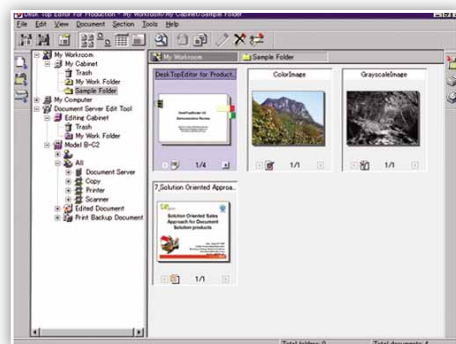 Desk Top Editor For Production - My Workroom/My Cabinet/Sample Folder
File Edit View Document Section Tools Help
My Workroom
My Cabinet
Trash
My Work Folder
Sample Folder
My Computer
Document Server Edit Tool
Editing Cabinet
Trash
My Work Folder
Model B-C2
All
Document Server
Copy
Printer
Scanner
Edited Document
Print Backup Document
My Workroom
Sample Folder
DeskTopEditor for Product..
ColorImage
GrayscaleImage
1/4
1/1
1/1
7_Solution Oriented Approa..
Solution Oriented Sales
Approach for Document
Solution products
1/1
Total folders: 0
Total documents: 4